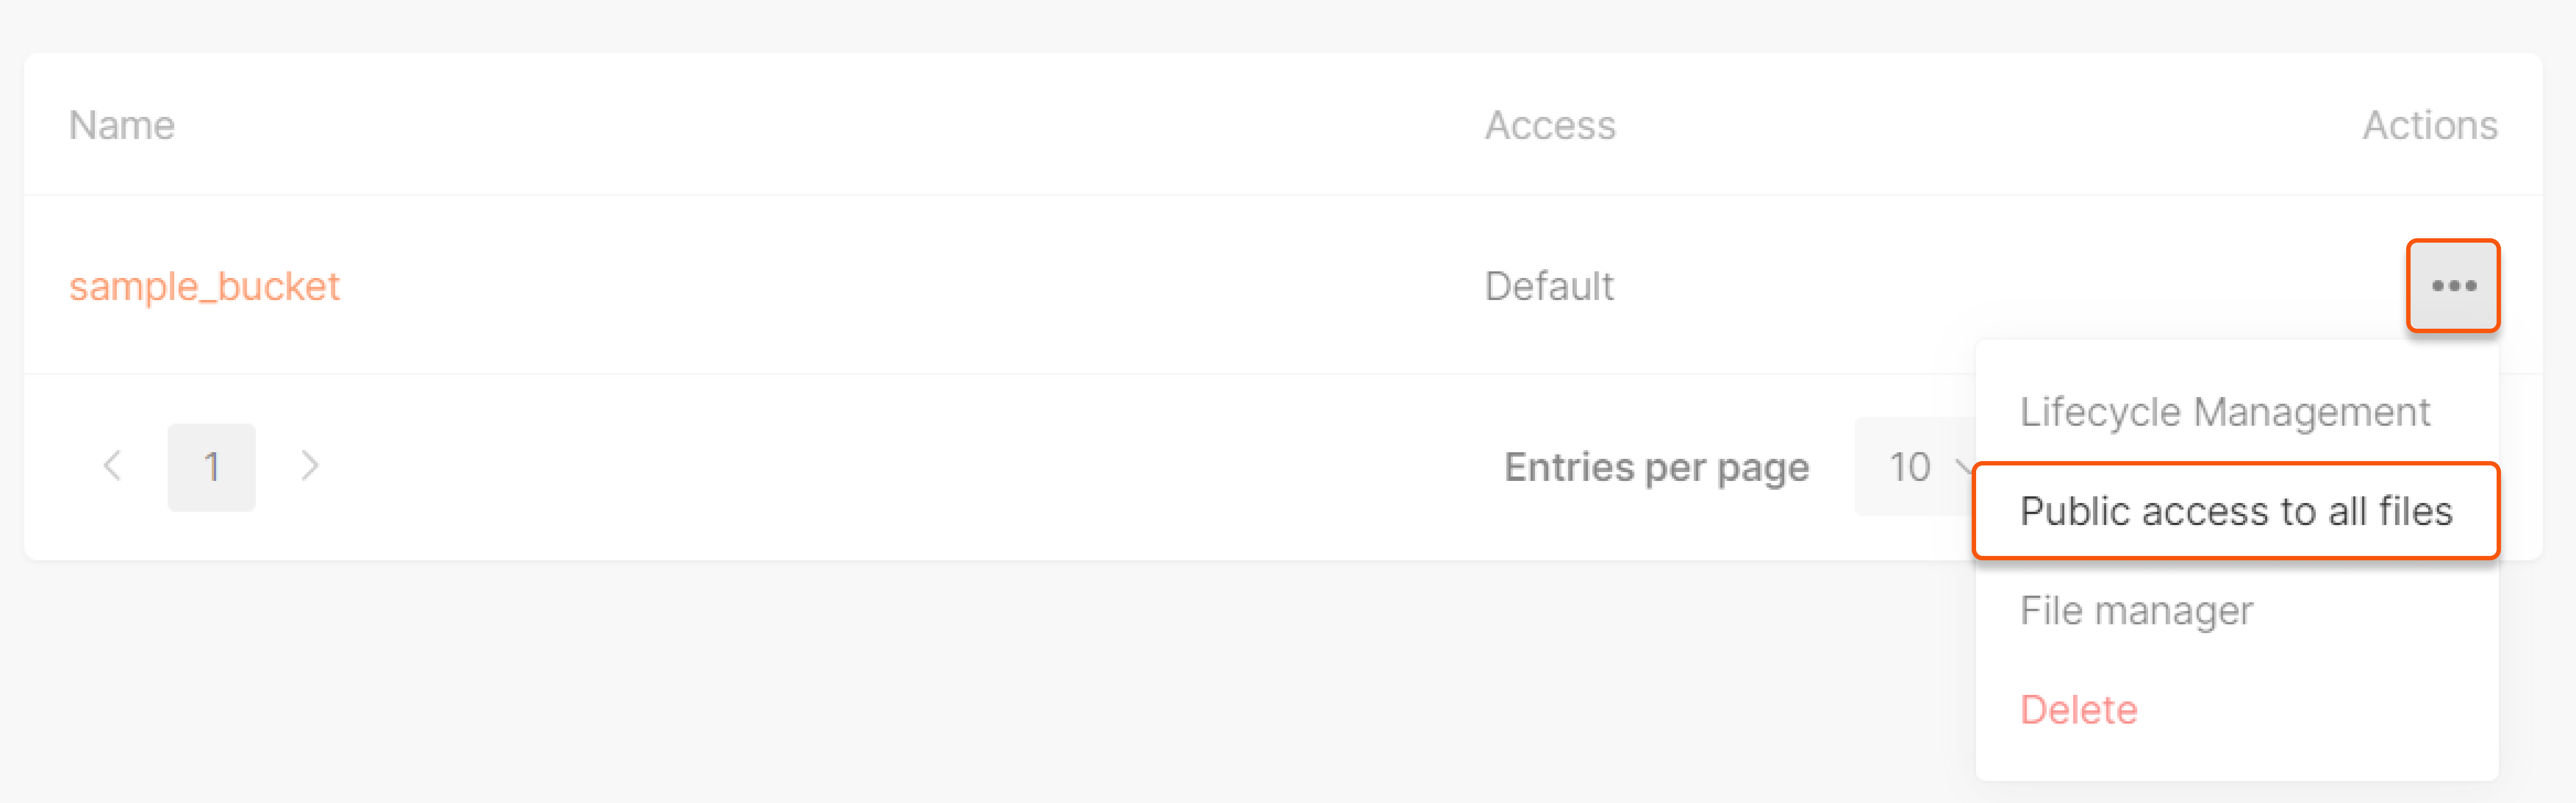 Name Access Actions
sample_bucket Default •••
Lifecycle Management
1 Entries per page 10
Public access to all files
File manager
Delete